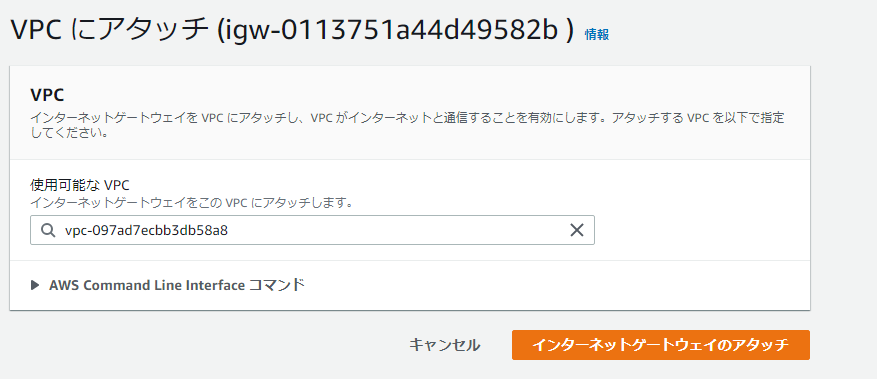 VPC にアタッチ (igw-0113751a44d49582b ) 情報
VPC
インターネットゲートウェイを VPC にアタッチし、VPC がインターネットと通信することを有効にします。アタッチする VPC を以下で指定
してください。
使用可能な VPC
インターネットゲートウェイをこの VPC にアタッチします。
vpc-097ad7ecbb3db58a8
AWS Command Line Interface コマンド
キャンセル
インターネットゲートウェイのアタッチ